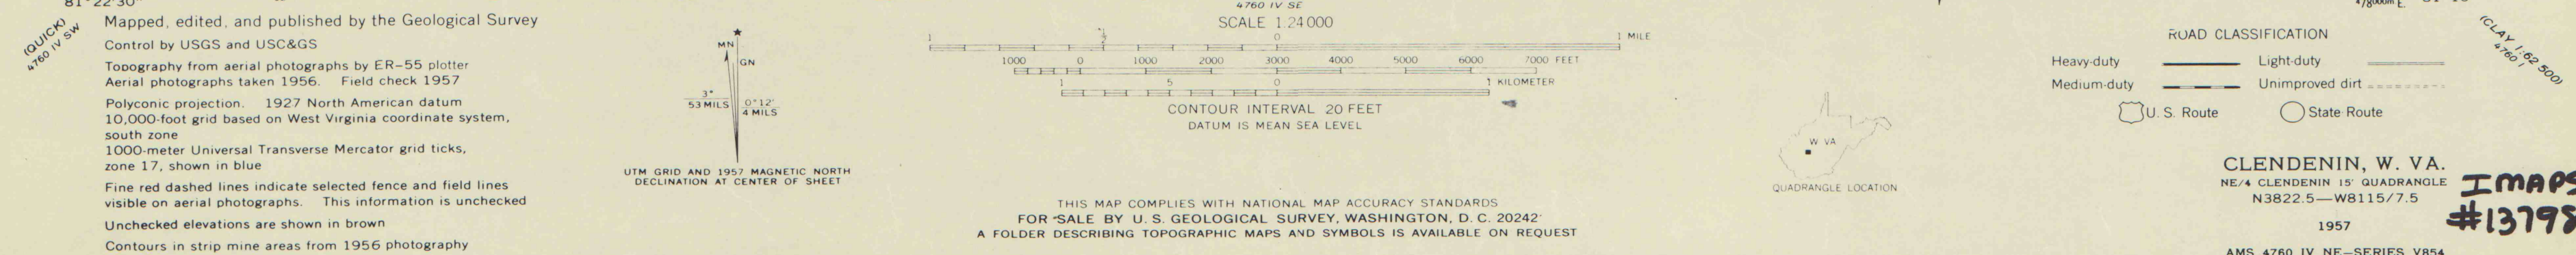 81°22'30"
(QUICK)
4760 IV SW
Mapped, edited, and published by the Geological Survey
Control by USGS and USC&GS
Topography from aerial photographs by ER–55 plotter
Aerial photographs taken 1956. Field check 1957
Polyconic projection. 1927 North American datum
10,000-foot grid based on West Virginia coordinate system,
south zone
1000-meter Universal Transverse Mercator grid ticks,
zone 17, shown in blue
Fine red dashed lines indicate selected fence and field lines
visible on aerial photographs. This information is unchecked
Unchecked elevations are shown in brown
Contours in strip mine areas from 1956 photography
MN
GN
3°
53 MILS
0°12'
4 MILS
UTM GRID AND 1957 MAGNETIC NORTH
DECLINATION AT CENTER OF SHEET
4760 IV SE
SCALE 1:24 000
1 ½ 0 1 MILE
1000 0 1000 2000 3000 4000 5000 6000 7000 FEET
1 5 0 1 KILOMETER
CONTOUR INTERVAL 20 FEET
DATUM IS MEAN SEA LEVEL
THIS MAP COMPLIES WITH NATIONAL MAP ACCURACY STANDARDS
FOR SALE BY U. S. GEOLOGICAL SURVEY, WASHINGTON, D. C. 20242
A FOLDER DESCRIBING TOPOGRAPHIC MAPS AND SYMBOLS IS AVAILABLE ON REQUEST
W VA
QUADRANGLE LOCATION
(CLAY 1:62 500)
4760 I
ROAD CLASSIFICATION
Heavy-duty Light-duty
Medium-duty Unimproved dirt
U. S. Route State Route
CLENDENIN, W. VA.
NE/4 CLENDENIN 15' QUADRANGLE
N3822.5—W8115/7.5
1957
AMS 4760 IV NE–SERIES V854
IMAPS
#13798